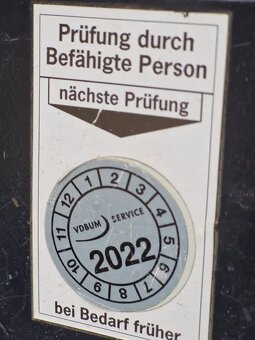 Prüfung durch
Befähigte Person
nächste Prüfung
1 2 3 4 5 6 7 8 9 10 11 12
VDBUM SERVICE
2022
bei Bedarf früher